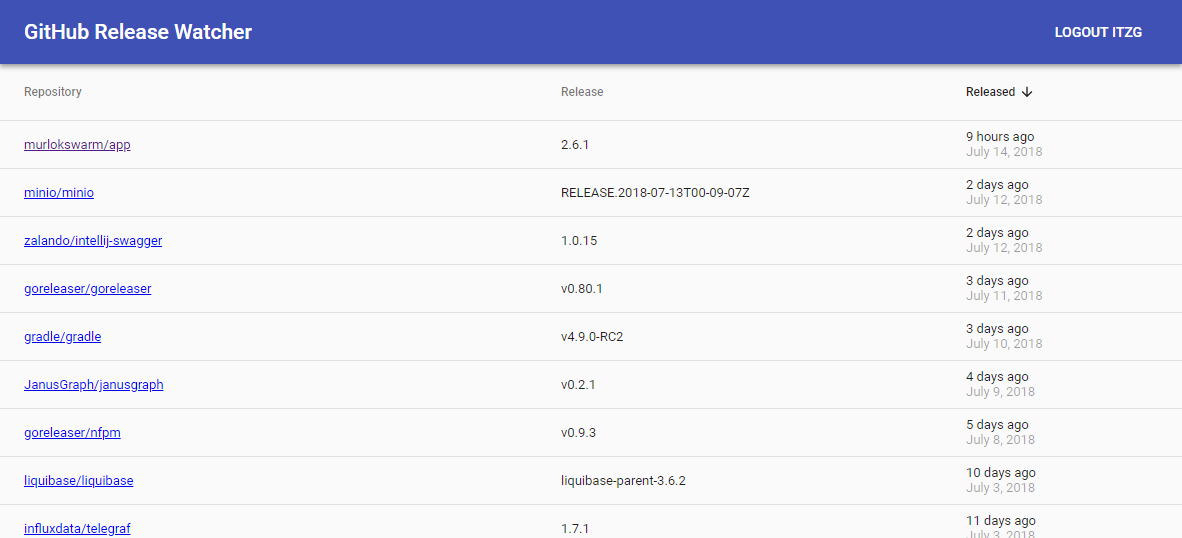 GitHub Release Watcher LOGOUT ITZG
Repository Release Released
murlokswarm/app 2.6.1 9 hours ago
July 14, 2018
minio/minio RELEASE.2018-07-13T00-09-07Z 2 days ago
July 12, 2018
zalando/intellij-swagger 1.0.15 2 days ago
July 12, 2018
goreleaser/goreleaser v0.80.1 3 days ago
July 11, 2018
gradle/gradle v4.9.0-RC2 3 days ago
July 10, 2018
JanusGraph/janusgraph v0.2.1 4 days ago
July 9, 2018
goreleaser/nfpm v0.9.3 5 days ago
July 8, 2018
liquibase/liquibase liquibase-parent-3.6.2 10 days ago
July 3, 2018
influxdata/telegraf 1.7.1 11 days ago
July 3, 2018